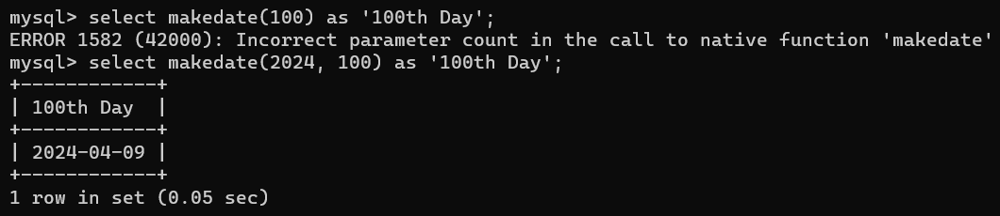 mysql> select makedate(100) as '100th Day';
ERROR 1582 (42000): Incorrect parameter count in the call to native function 'makedate'
mysql> select makedate(2024, 100) as '100th Day';
+------------+
| 100th Day  |
+------------+
| 2024-04-09 |
+------------+
1 row in set (0.05 sec)